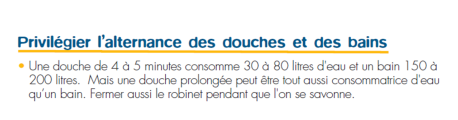 Privilégier l'alternance des douches et des bains
• Une douche de 4 à 5 minutes consomme 30 à 80 litres d'eau et un bain 150 à
200 litres. Mais une douche prolongée peut être tout aussi consommatrice d'eau
qu'un bain. Fermer aussi le robinet pendant que l'on se savonne.